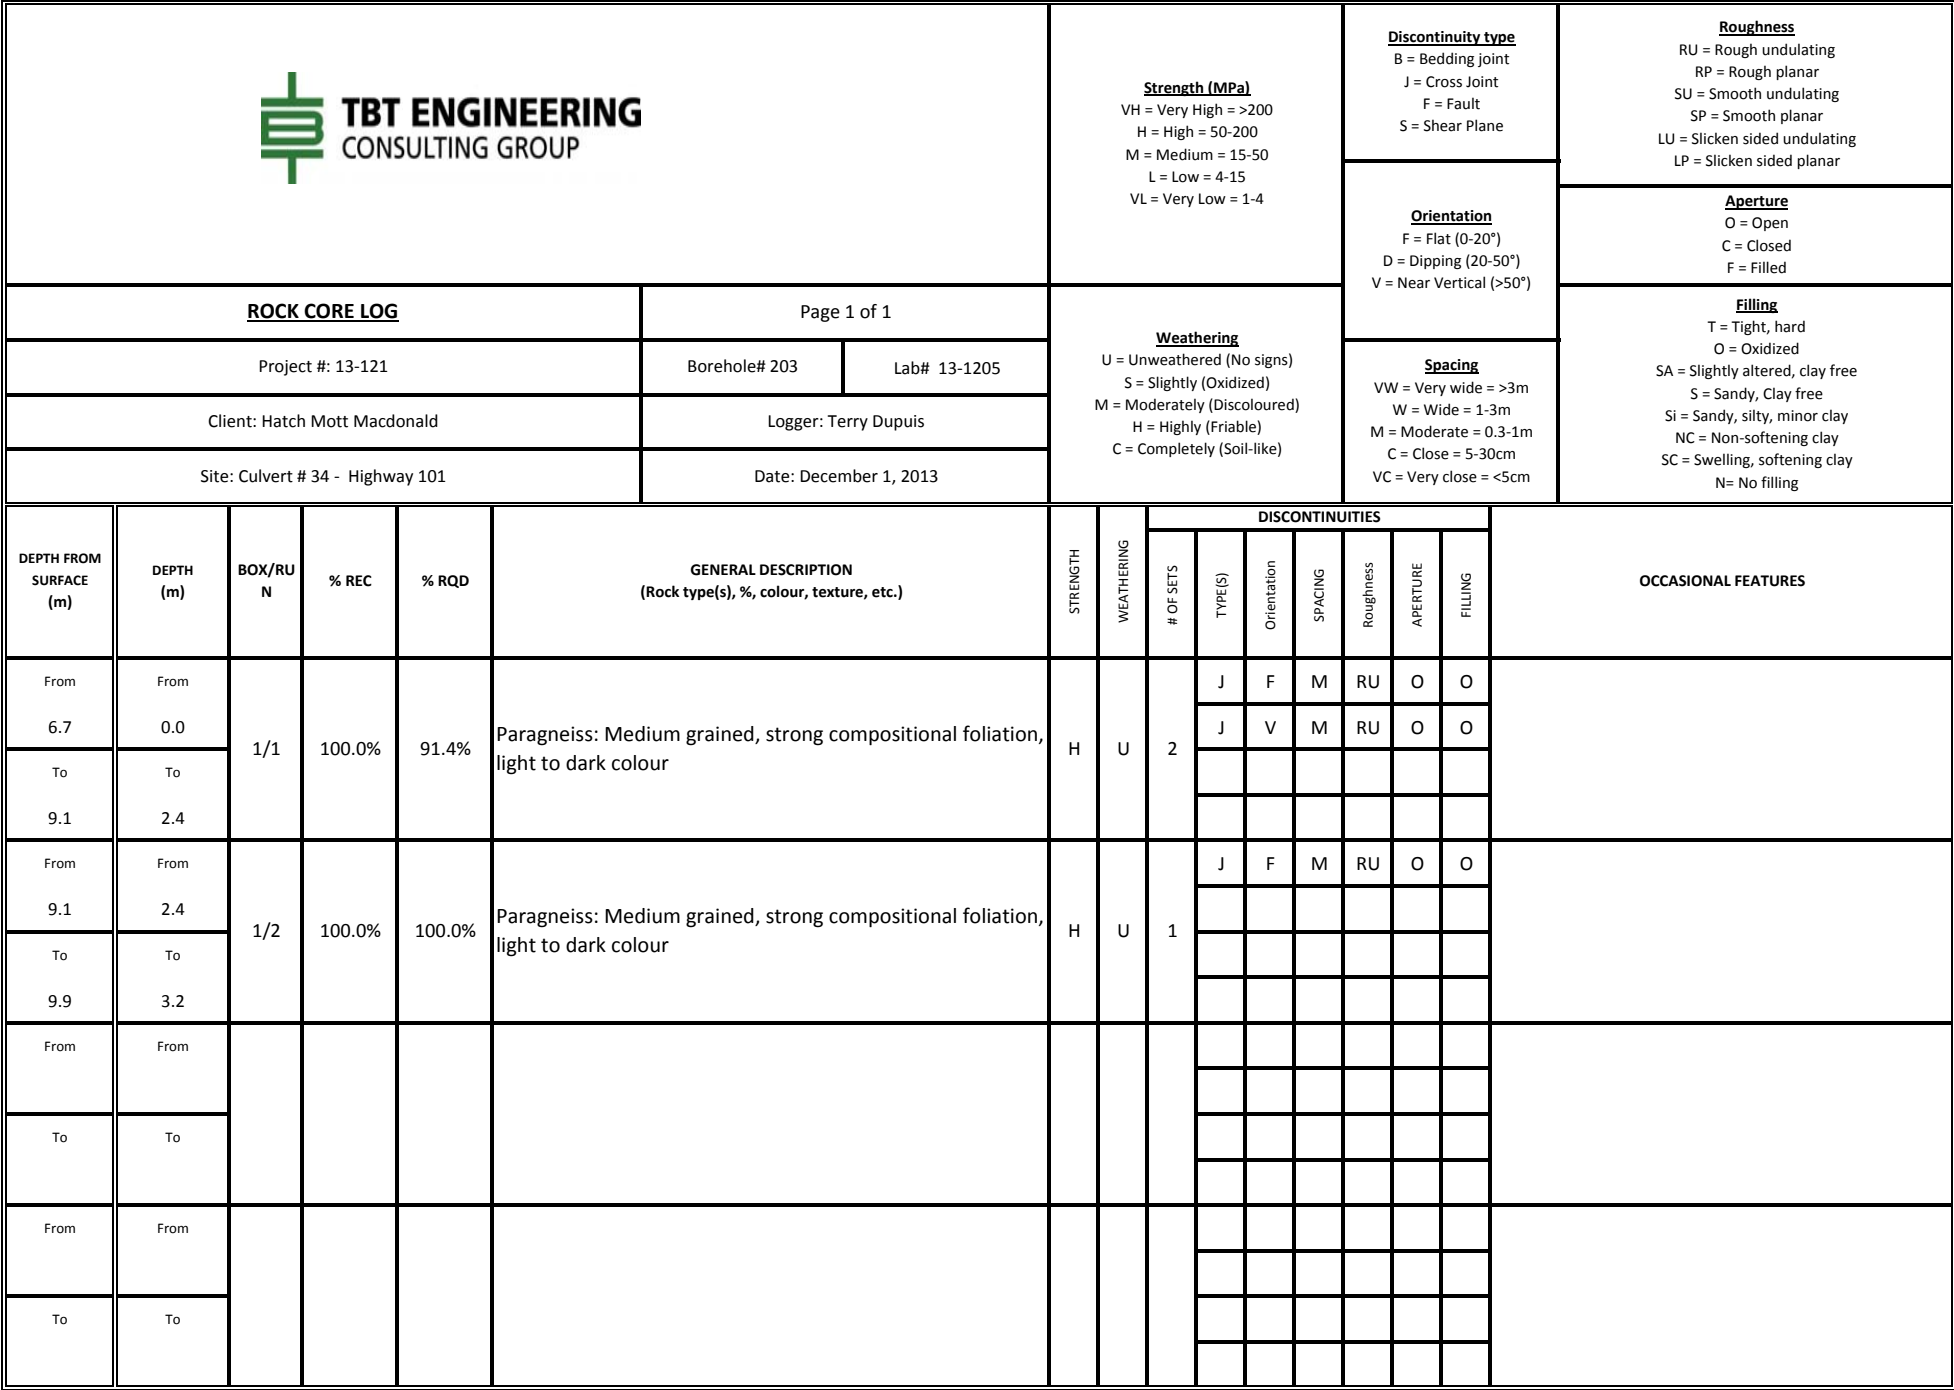 TBT ENGINEERING
CONSULTING GROUP
Strength (MPa)
VH = Very High = >200
H = High = 50-200
M = Medium = 15-50
L = Low = 4-15
VL = Very Low = 1-4
Discontinuity type
B = Bedding joint
J = Cross Joint
F = Fault
S = Shear Plane
Orientation
F = Flat (0-20°)
D = Dipping (20-50°)
V = Near Vertical (>50°)
Roughness
RU = Rough undulating
RP = Rough planar
SU = Smooth undulating
SP = Smooth planar
LU = Slicken sided undulating
LP = Slicken sided planar
Aperture
O = Open
C = Closed
F = Filled
ROCK CORE LOG
Page 1 of 1
Project #: 13-121
Borehole# 203
Lab#  13-1205
Client: Hatch Mott Macdonald
Logger: Terry Dupuis
Site: Culvert # 34 -  Highway 101
Date: December 1, 2013
Weathering
U = Unweathered (No signs)
S = Slightly (Oxidized)
M = Moderately (Discoloured)
H = Highly (Friable)
C = Completely (Soil-like)
Spacing
VW = Very wide = >3m
W = Wide = 1-3m
M = Moderate = 0.3-1m
C = Close = 5-30cm
VC = Very close = <5cm
Filling
T = Tight, hard
O = Oxidized
SA = Slightly altered, clay free
S = Sandy, Clay free
Si = Sandy, silty, minor clay
NC = Non-softening clay
SC = Swelling, softening clay
N= No filling
DEPTH FROM
SURFACE
(m)
DEPTH
(m)
BOX/RU
N
% REC
% RQD
GENERAL DESCRIPTION
(Rock type(s), %, colour, texture, etc.)
STRENGTH
WEATHERING
DISCONTINUITIES
# OF SETS
TYPE(S)
Orientation
SPACING
Roughness
APERTURE
FILLING
OCCASIONAL FEATURES
From
6.7
To
9.1
From
0.0
To
2.4
1/1
100.0%
91.4%
Paragneiss: Medium grained, strong compositional foliation,
light to dark colour
H
U
2
J F M RU O O
J V M RU O O
From
9.1
To
9.9
From
2.4
To
3.2
1/2
100.0%
100.0%
Paragneiss: Medium grained, strong compositional foliation,
light to dark colour
H
U
1
J F M RU O O
From
To
From
To
From
To
From
To